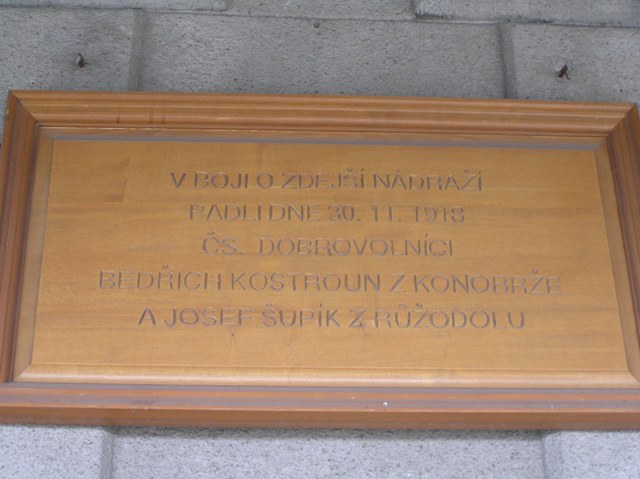 V BOJI O ZDEJŠÍ NÁDRAŽÍ
PADLI DNE 30. 11. 1918
ČS. DOBROVOLNÍCI
BEDŘICH KOSTROUN Z KONOBRŽE
A JOSEF ŠUPÍK Z RŮŽODOLU